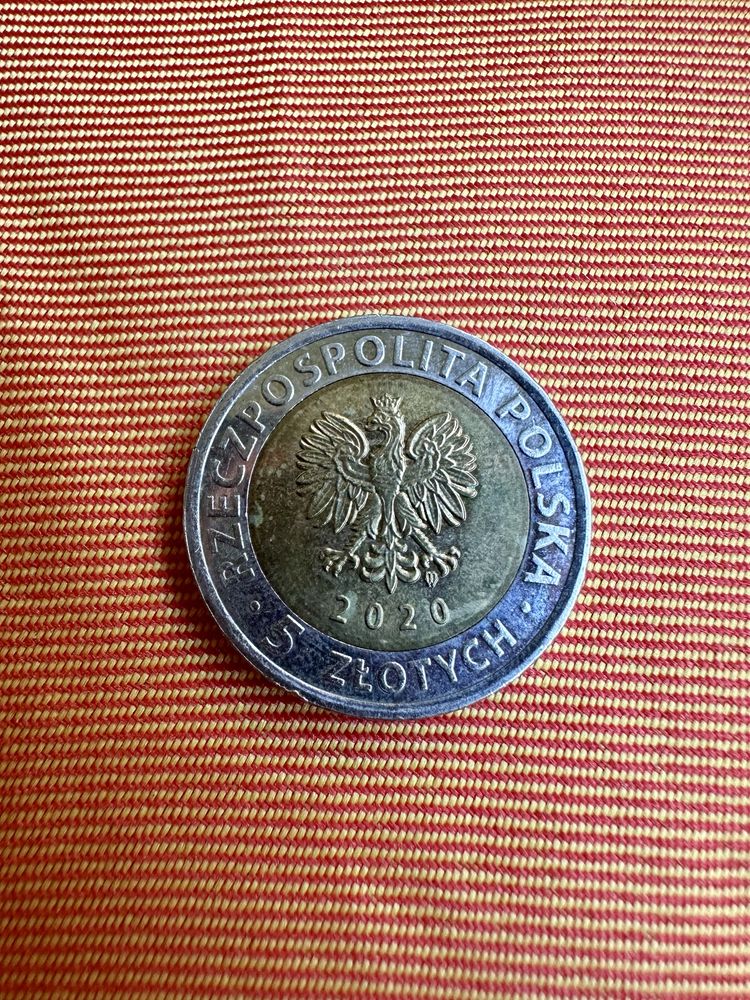 RZECZPOSPOLITA POLSKA
2020
· 5 ZŁOTYCH ·